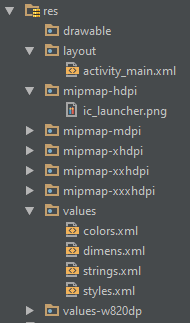 res
drawable
layout
activity_main.xml
mipmap-hdpi
ic_launcher.png
mipmap-mdpi
mipmap-xhdpi
mipmap-xxhdpi
mipmap-xxxhdpi
values
colors.xml
dimens.xml
strings.xml
styles.xml
values-w820dp